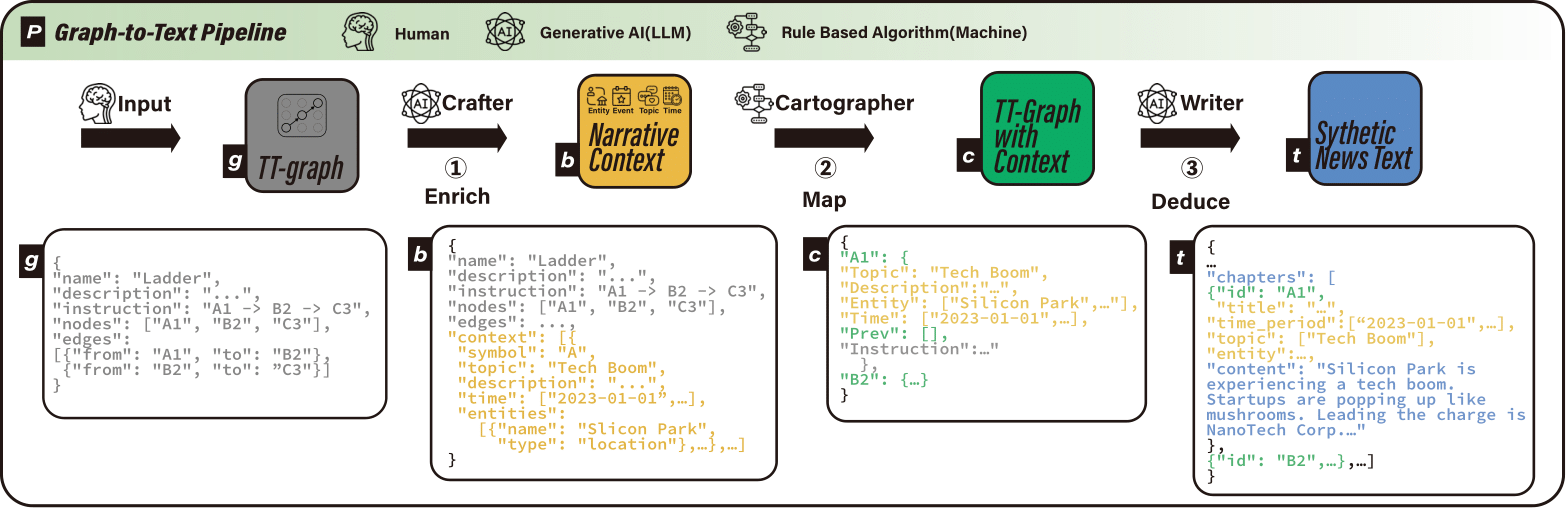 P Graph-to-Text Pipeline Human AI Generative AI(LLM) Rule Based Algorithm(Machine)
Input
g TT-graph
AI Crafter
① 
Enrich
Entity Event Topic Time
b Narrative
Context
Cartographer
②
Map
c TT-Graph
with
Context
AI Writer
③
Deduce
t Sythetic
News Text
g
{
"name": "Ladder",
"description": "...",
"instruction": "A1 -> B2 -> C3",
"nodes": ["A1", "B2", "C3"],
"edges":
[{"from": "A1", "to": "B2"},
{"from": "B2", "to": ”C3"}]
}
b
{
"name": "Ladder",
"description": "...",
"instruction": "A1 -> B2 -> C3",
"nodes": ["A1", "B2", "C3"],
"edges": ...,
"context": [{
"symbol": "A",
"topic": "Tech Boom",
"description": "...",
"time": ["2023-01-01”,…],
"entities":
[{"name": "Slicon Park",
"type": "location"},…},…]
}
c
{
"A1": {
"Topic": "Tech Boom",
"Description":"…",
"Entity": ["Silicon Park",…"],
"Time": ["2023-01-01",…],
"Prev": [],
"Instruction":…"
},
"B2": {…}
}
t
{
…
"chapters": [
{"id": "A1",
"title": "…",
"time_period":[“2023-01-01",…],
"topic": ["Tech Boom"],
"entity":…,
"content": "Silicon Park is
experiencing a tech boom.
Startups are popping up like
mushrooms. Leading the charge is
NanoTech Corp.…"
},
{"id": "B2",…},…]
}